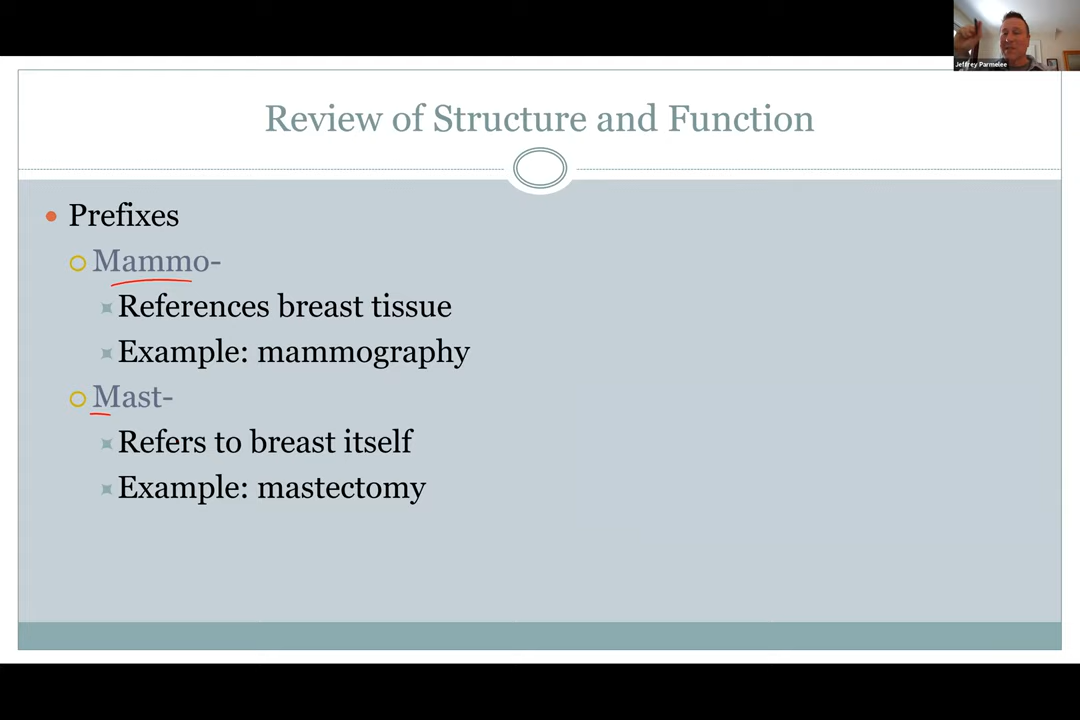 Jeffrey Parmelee
Review of Structure and Function
Prefixes
Mammo-
References breast tissue
Example: mammography
Mast-
Refers to breast itself
Example: mastectomy